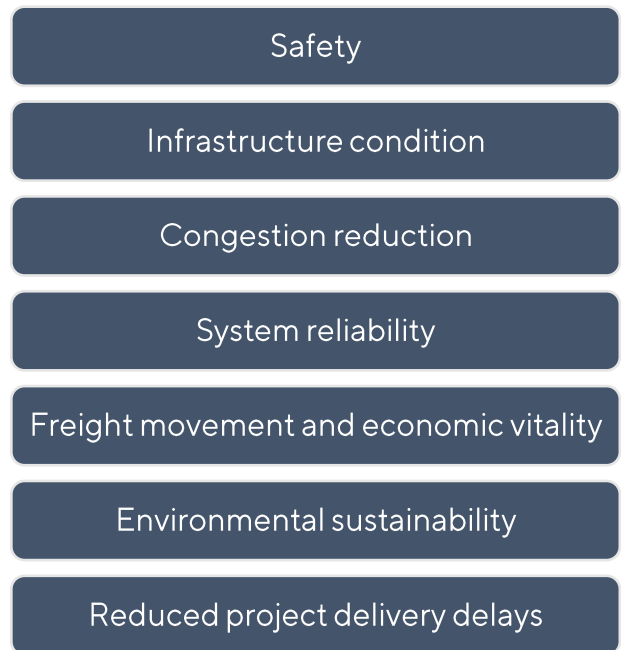 Safety
Infrastructure condition
Congestion reduction
System reliability
Freight movement and economic vitality
Environmental sustainability
Reduced project delivery delays